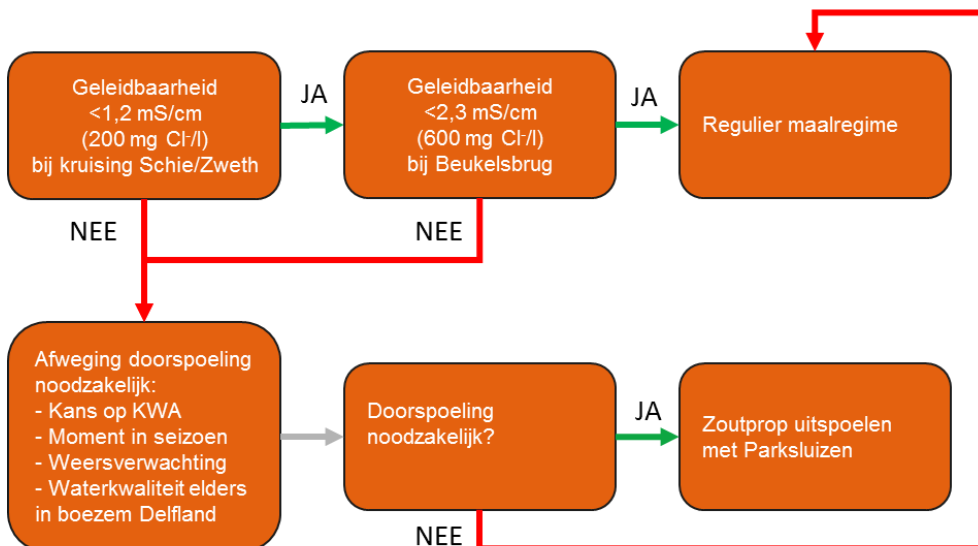 Geleidbaarheid
<1,2 mS/cm
(200 mg Cl⁻/l)
bij kruising Schie/Zweth
JA
Geleidbaarheid
<2,3 mS/cm
(600 mg Cl⁻/l)
bij Beukelsbrug
JA
Regulier maalregime
NEE
NEE
Afweging doorspoeling
noodzakelijk:
- Kans op KWA
- Moment in seizoen
- Weersverwachting
- Waterkwaliteit elders
in boezem Delfland
Doorspoeling
noodzakelijk?
JA
Zoutprop uitspoelen
met Parksluizen
NEE